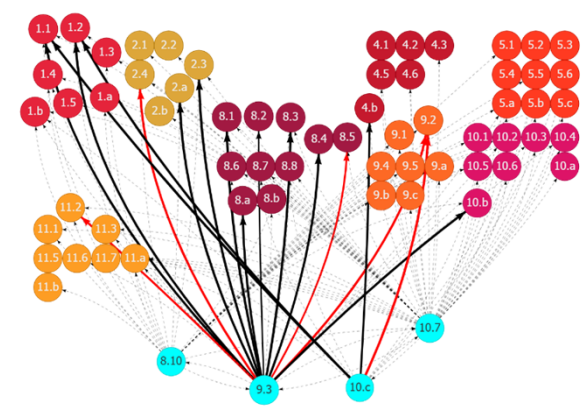 1.1 1.2
1.3
1.4
1.5 1.a
1.b
2.1 2.2
2.3
2.4
2.a
2.b
4.1 4.2 4.3
4.5 4.6
4.b
5.1 5.2 5.3
5.4 5.5 5.6
5.a 5.b 5.c
8.1 8.2 8.3
8.4 8.5
8.6 8.7 8.8
8.a 8.b
9.1 9.2
9.4 9.5 9.a
9.b 9.c
10.1 10.2 10.3 10.4
10.5 10.6 10.a
10.b
11.2
11.1 11.3
11.5 11.6 11.7 11.a
11.b
8.10
9.3
10.c
10.7